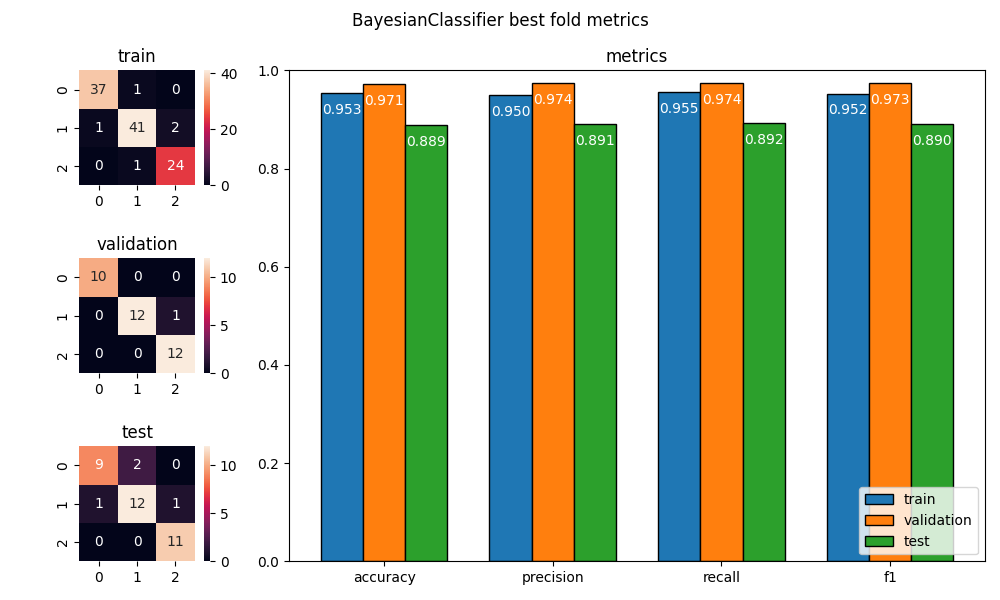 BayesianClassifier best fold metrics
train
0 37 1 0
1 1 41 2
2 0 1 24
0 1 2
40
20
0
validation
0 10 0 0
1 0 12 1
2 0 0 12
0 1 2
10
5
0
test
0 9 2 0
1 1 12 1
2 0 0 11
0 1 2
10
5
0
metrics
1.0
0.8
0.6
0.4
0.2
0.0
0.953 0.971 0.889
0.950 0.974 0.891
0.955 0.974 0.892
0.952 0.973 0.890
accuracy precision recall f1
train
validation
test